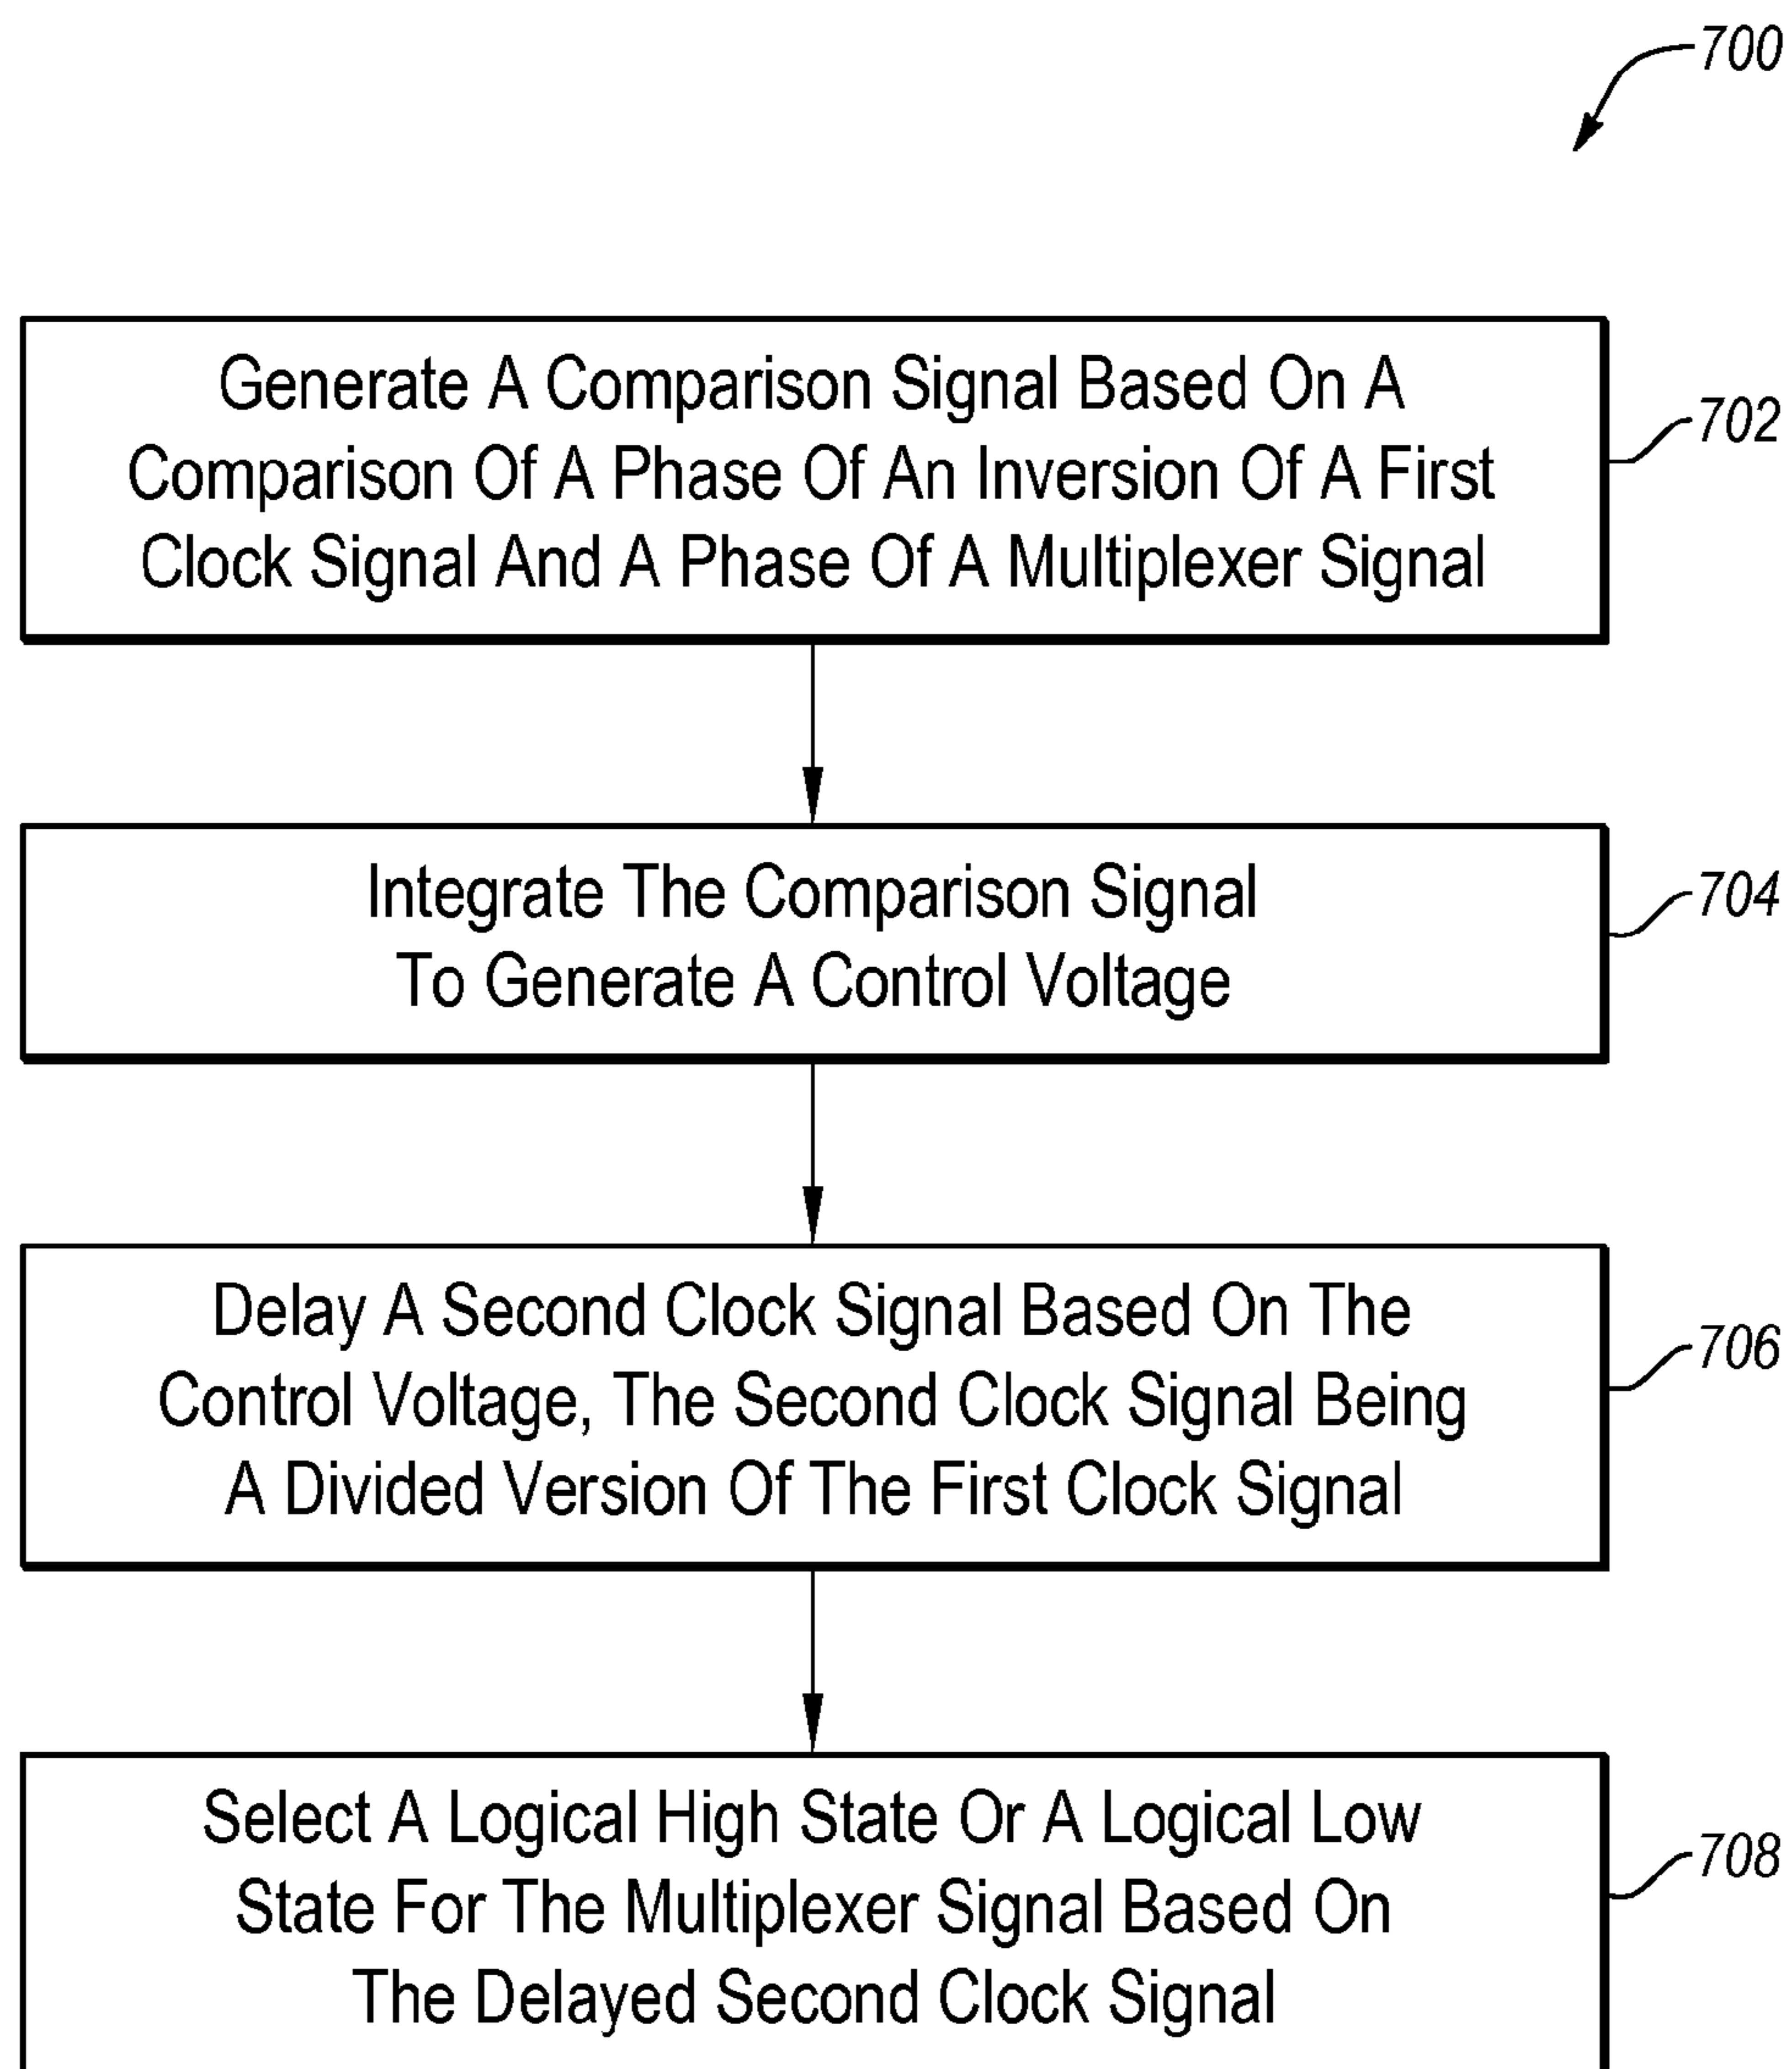 700
Generate A Comparison Signal Based On A
Comparison Of A Phase Of An Inversion Of A First
Clock Signal And A Phase Of A Multiplexer Signal
702
Integrate The Comparison Signal
To Generate A Control Voltage
704
Delay A Second Clock Signal Based On The
Control Voltage, The Second Clock Signal Being
A Divided Version Of The First Clock Signal
706
Select A Logical High State Or A Logical Low
State For The Multiplexer Signal Based On
The Delayed Second Clock Signal
708